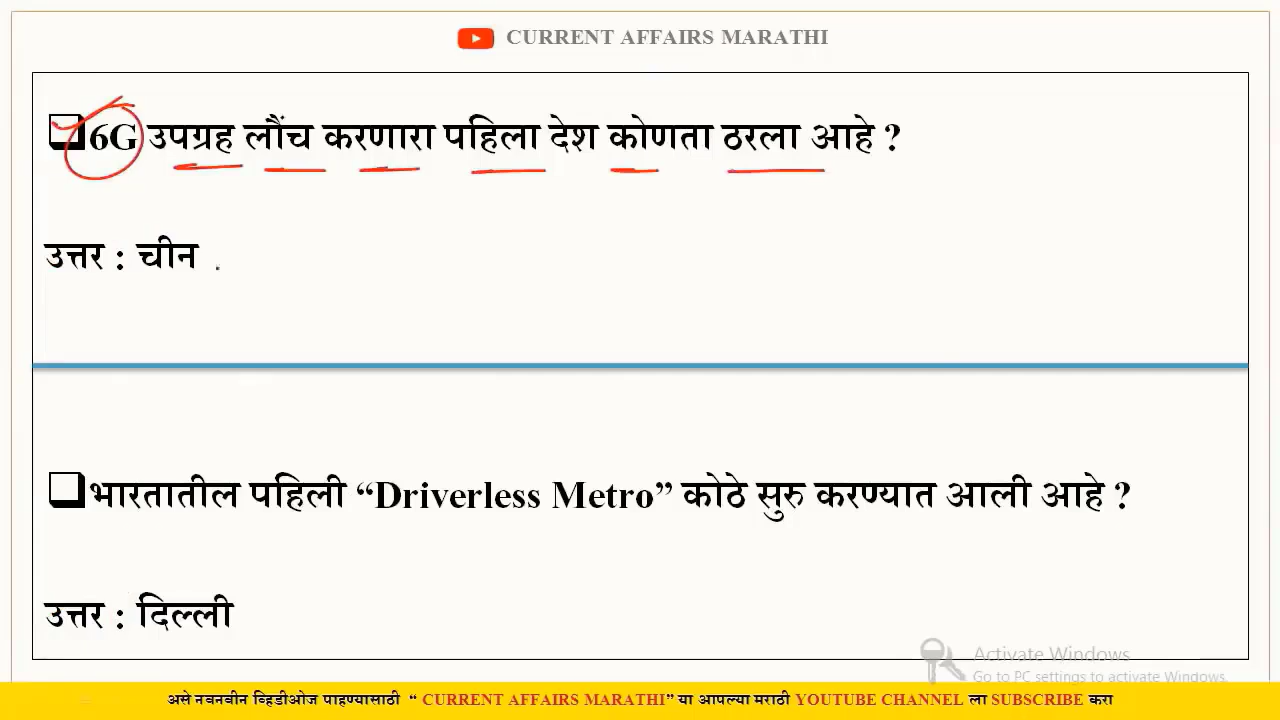 CURRENT AFFAIRS MARATHI
6G उपग्रह लौंच करणारा पहिला देश कोणता ठरला आहे ?
उत्तर : चीन .
भारतातील पहिली “Driverless Metro” कोठे सुरु करण्यात आली आहे ?
उत्तर : दिल्ली
Activate Windows
Go to PC settings to activate Windows.
असे नवनवीन व्हिडीओज पाहण्यासाठी “ CURRENT AFFAIRS MARATHI” या आपल्या मराठी YOUTUBE CHANNEL ला SUBSCRIBE करा